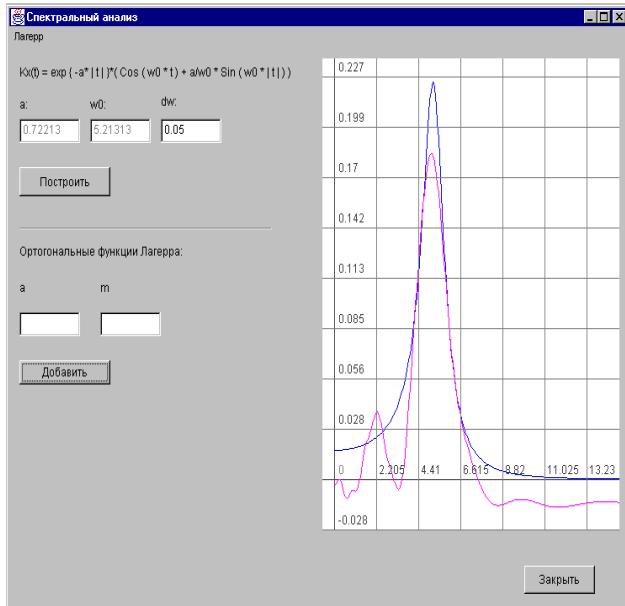 Спектральный анализ
Лагерр
Kx(t) = exp ( -a* | t | )*( Cos ( w0 * t ) + a/w0 * Sin ( w0 * | t | ) )
a: w0: dw:
0.72213 5.21313 0.05
Построить
Ортогональные функции Лагерра:
a m
Добавить
0.227
0.199
0.17
0.142
0.113
0.085
0.056
0.028
0 2.205 4.41 6.615 8.82 11.025 13.23
-0.028
Закрыть